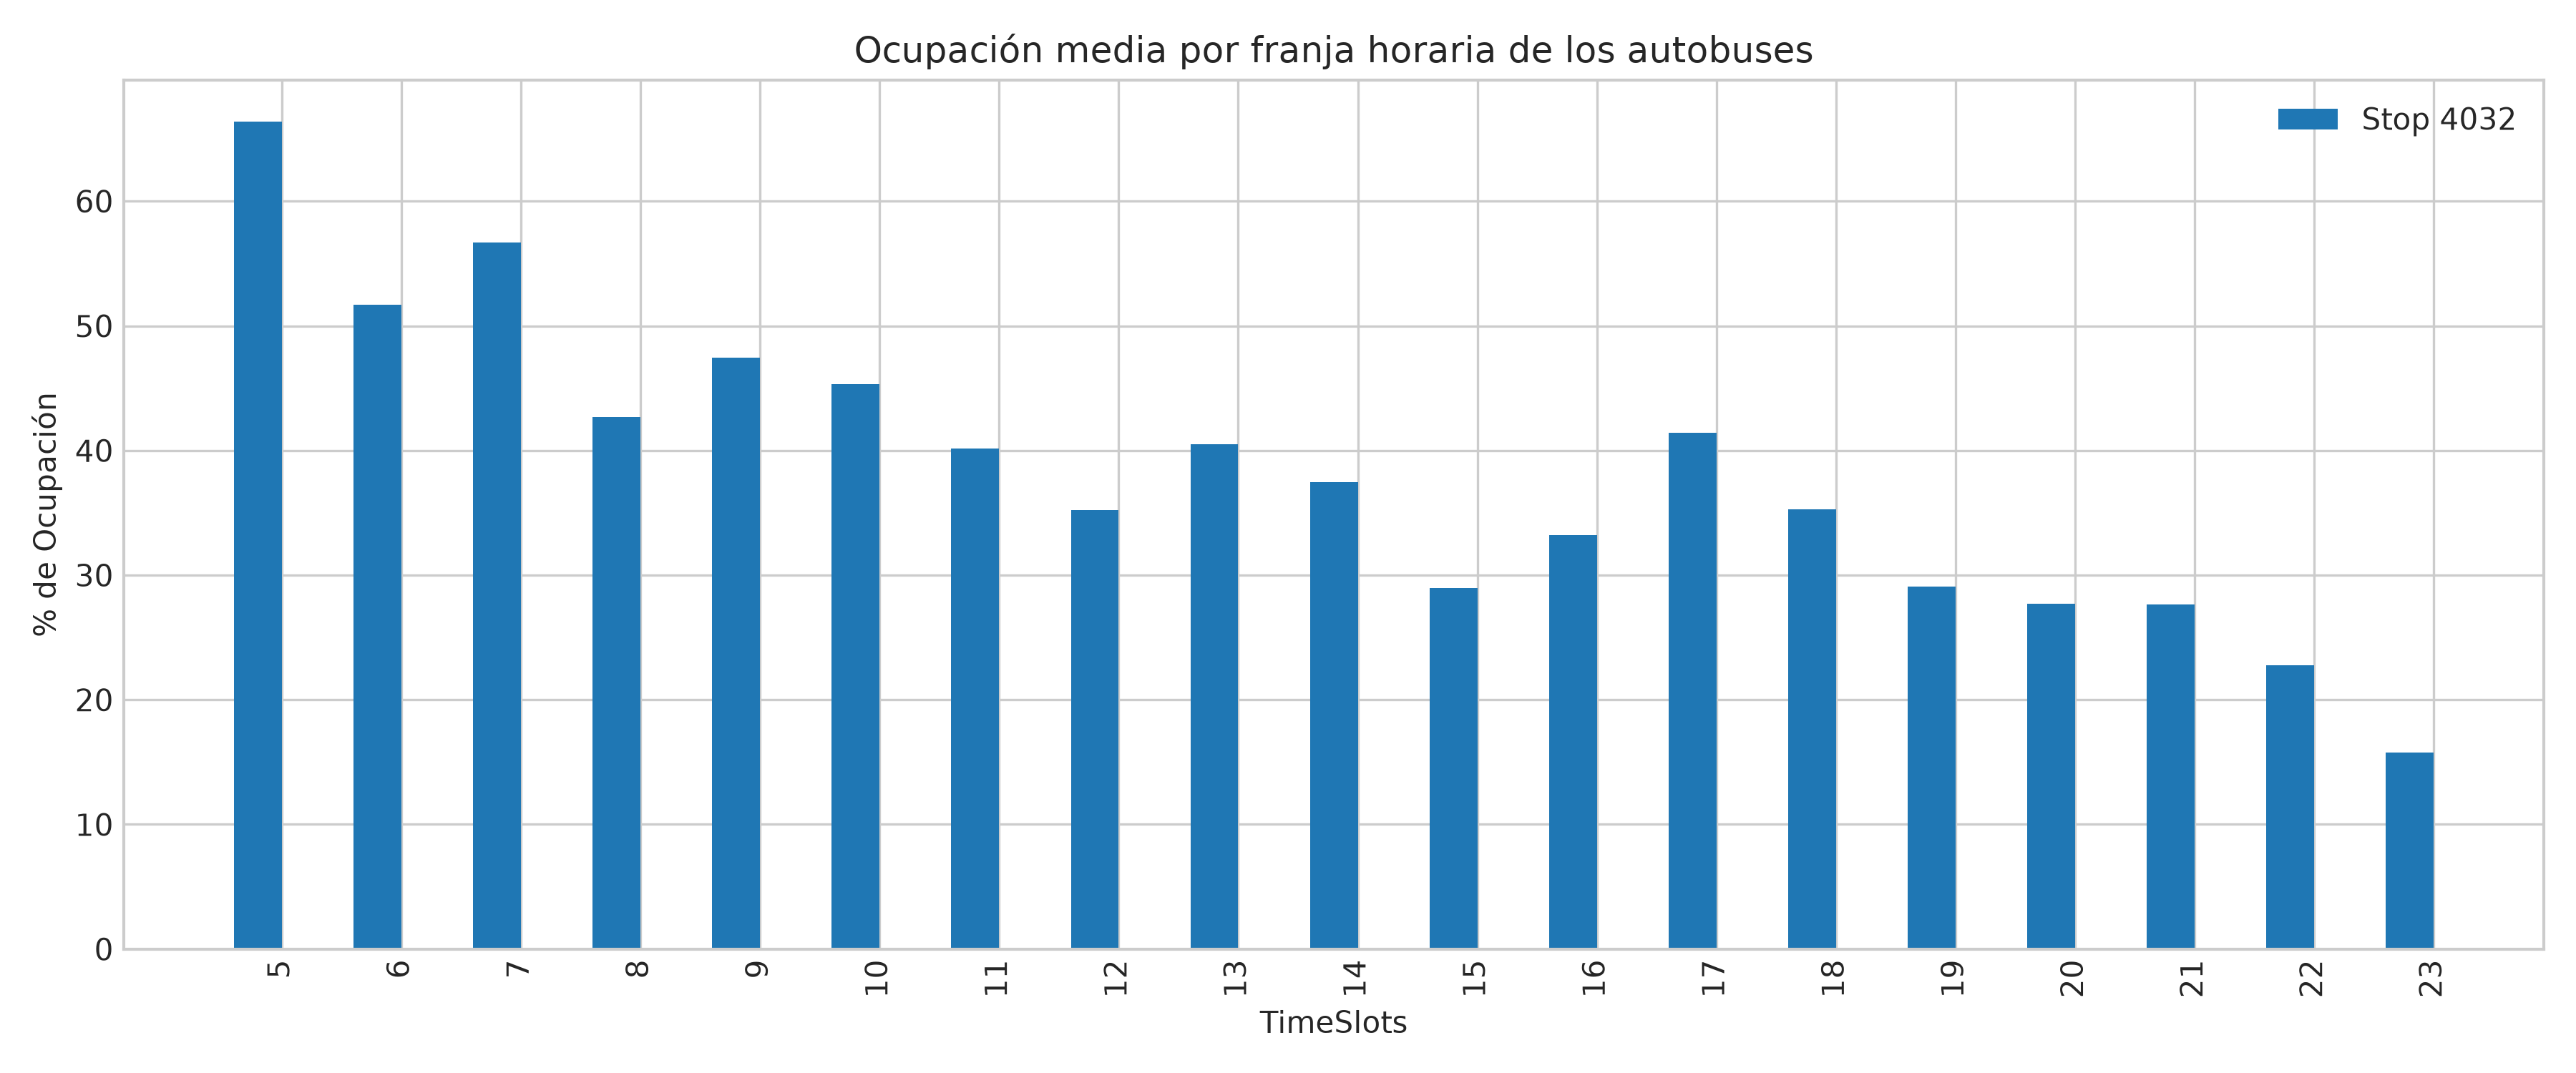 Ocupación media por franja horaria de los autobuses
Stop 4032
% de Ocupación
60
50
40
30
20
10
0
5 6 7 8 9 10 11 12 13 14 15 16 17 18 19 20 21 22 23
TimeSlots